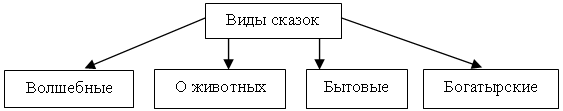 Виды сказок
Волшебные
О животных
Бытовые
Богатырские